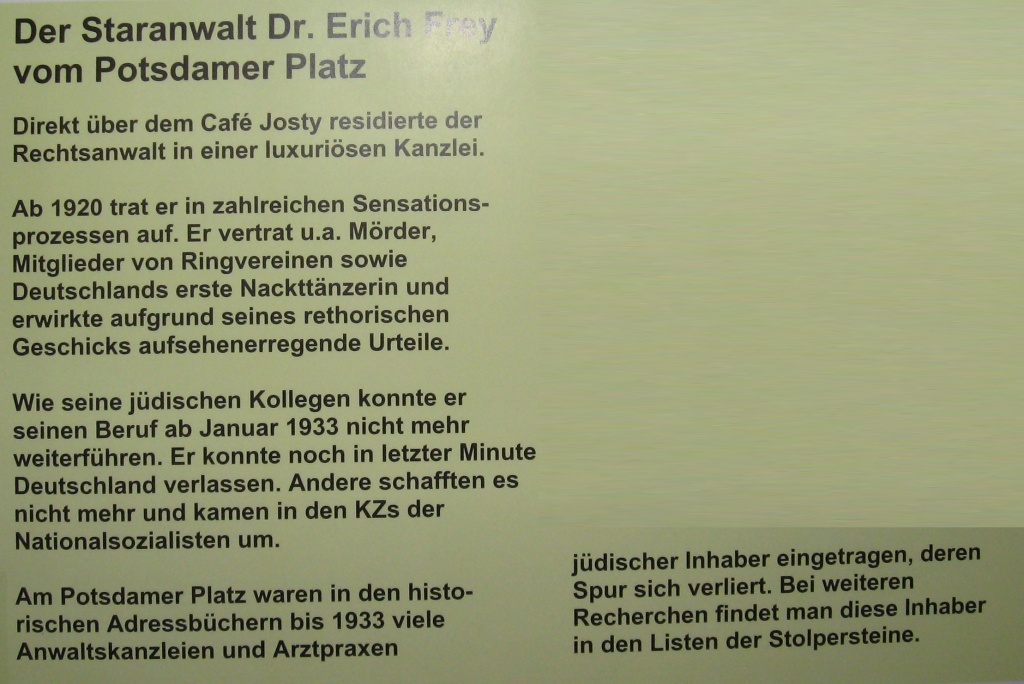 Der Staranwalt Dr. Erich Frey
vom Potsdamer Platz
Direkt über dem Café Josty residierte der
Rechtsanwalt in einer luxuriösen Kanzlei.
Ab 1920 trat er in zahlreichen Sensations-
prozessen auf. Er vertrat u.a. Mörder,
Mitglieder von Ringvereinen sowie
Deutschlands erste Nackttänzerin und
erwirkte aufgrund seines rethorischen
Geschicks aufsehenerregende Urteile.
Wie seine jüdischen Kollegen konnte er
seinen Beruf ab Januar 1933 nicht mehr
weiterführen. Er konnte noch in letzter Minute
Deutschland verlassen. Andere schafften es
nicht mehr und kamen in den KZs der
Nationalsozialisten um.
Am Potsdamer Platz waren in den histo-
rischen Adressbüchern bis 1933 viele
Anwaltskanzleien und Arztpraxen
jüdischer Inhaber eingetragen, deren
Spur sich verliert. Bei weiteren
Recherchen findet man diese Inhaber
in den Listen der Stolpersteine.